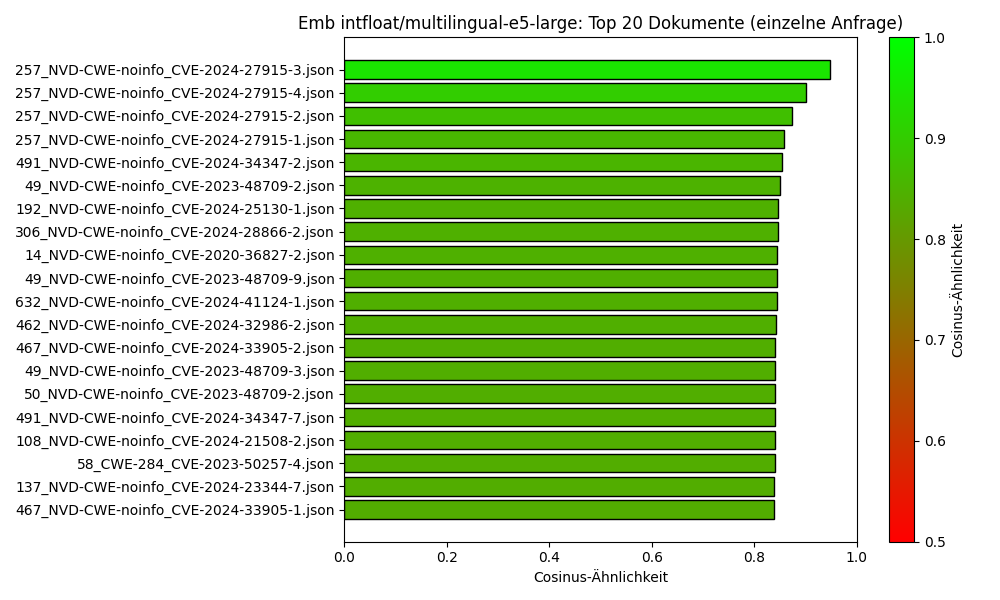 Emb intfloat/multilingual-e5-large: Top 20 Dokumente (einzelne Anfrage)
257_NVD-CWE-noinfo_CVE-2024-27915-3.json
257_NVD-CWE-noinfo_CVE-2024-27915-4.json
257_NVD-CWE-noinfo_CVE-2024-27915-2.json
257_NVD-CWE-noinfo_CVE-2024-27915-1.json
491_NVD-CWE-noinfo_CVE-2024-34347-2.json
49_NVD-CWE-noinfo_CVE-2023-48709-2.json
192_NVD-CWE-noinfo_CVE-2024-25130-1.json
306_NVD-CWE-noinfo_CVE-2024-28866-2.json
14_NVD-CWE-noinfo_CVE-2020-36827-2.json
49_NVD-CWE-noinfo_CVE-2023-48709-9.json
632_NVD-CWE-noinfo_CVE-2024-41124-1.json
462_NVD-CWE-noinfo_CVE-2024-32986-2.json
467_NVD-CWE-noinfo_CVE-2024-33905-2.json
49_NVD-CWE-noinfo_CVE-2023-48709-3.json
50_NVD-CWE-noinfo_CVE-2023-48709-2.json
491_NVD-CWE-noinfo_CVE-2024-34347-7.json
108_NVD-CWE-noinfo_CVE-2024-21508-2.json
58_CWE-284_CVE-2023-50257-4.json
137_NVD-CWE-noinfo_CVE-2024-23344-7.json
467_NVD-CWE-noinfo_CVE-2024-33905-1.json
0.0 0.2 0.4 0.6 0.8 1.0
Cosinus-Ähnlichkeit
1.0
0.9
0.8
0.7
0.6
0.5
Cosinus-Ähnlichkeit